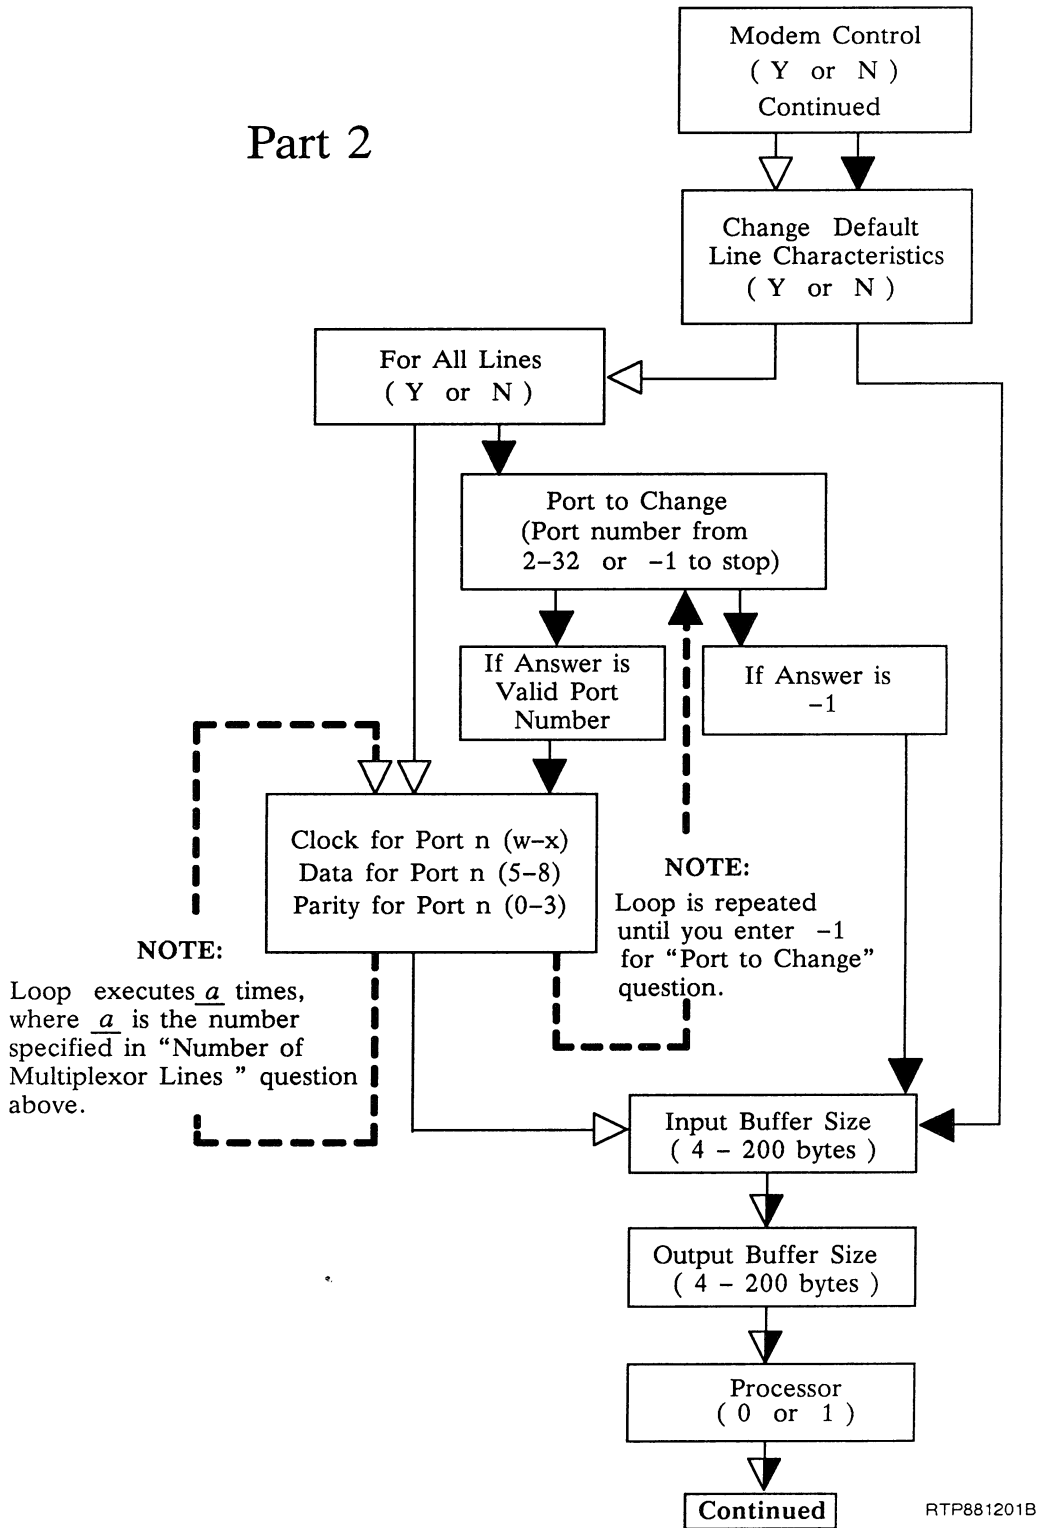 Modem Control
( Y or N )
Continued
Part 2
Change Default
Line Characteristics
( Y or N )
For All Lines
( Y or N )
Port to Change
(Port number from
2–32 or –1 to stop)
If Answer is
Valid Port
Number
If Answer is
–1
Clock for Port n (w–x)
Data for Port n (5–8)
Parity for Port n (0–3)
NOTE:
Loop is repeated
until you enter –1
for “Port to Change”
question.
NOTE:
Loop executes a times,
where a is the number
specified in “Number of
Multiplexor Lines ” question
above.
Input Buffer Size
( 4 – 200 bytes )
Output Buffer Size
( 4 – 200 bytes )
Processor
( 0 or 1 )
Continued
RTP881201B